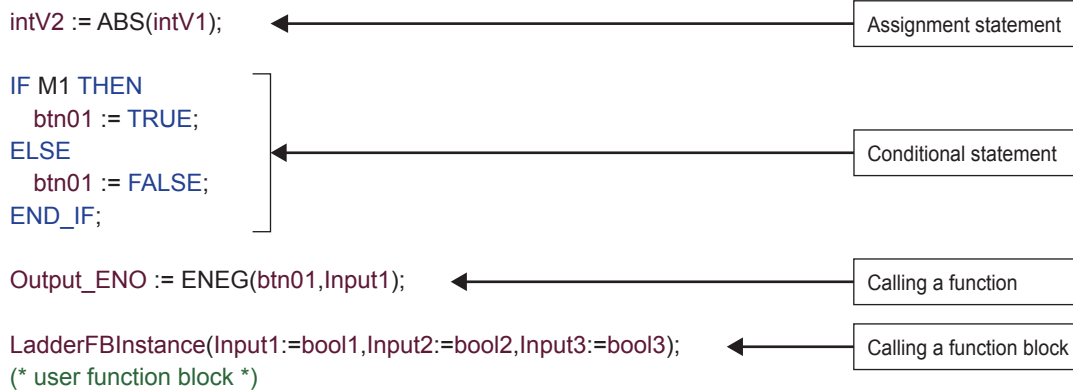 intV2 := ABS(intV1);
Assignment statement
IF M1 THEN
btn01 := TRUE;
ELSE
Conditional statement
btn01 := FALSE;
END_IF;
Output_ENO := ENEG(btn01,Input1);
Calling a function
LadderFBInstance(Input1:=bool1,Input2:=bool2,Input3:=bool3);
Calling a function block
(* user function block *)